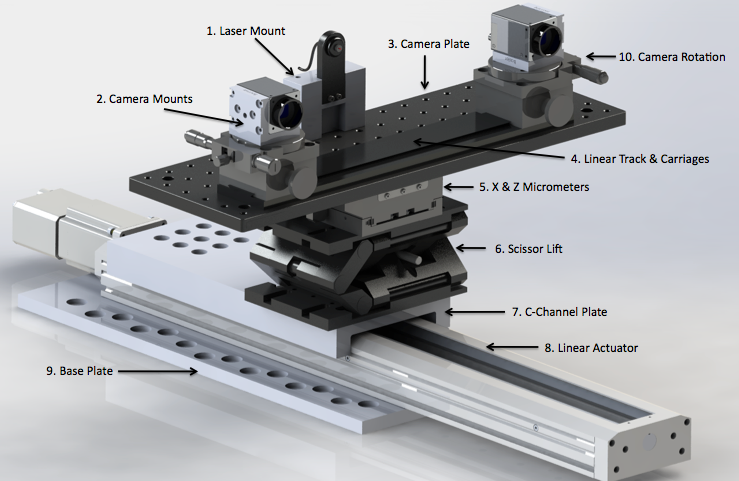 1. Laser Mount
2. Camera Mounts
3. Camera Plate
10. Camera Rotation
4. Linear Track & Carriages
5. X & Z Micrometers
6. Scissor Lift
7. C-Channel Plate
8. Linear Actuator
9. Base Plate